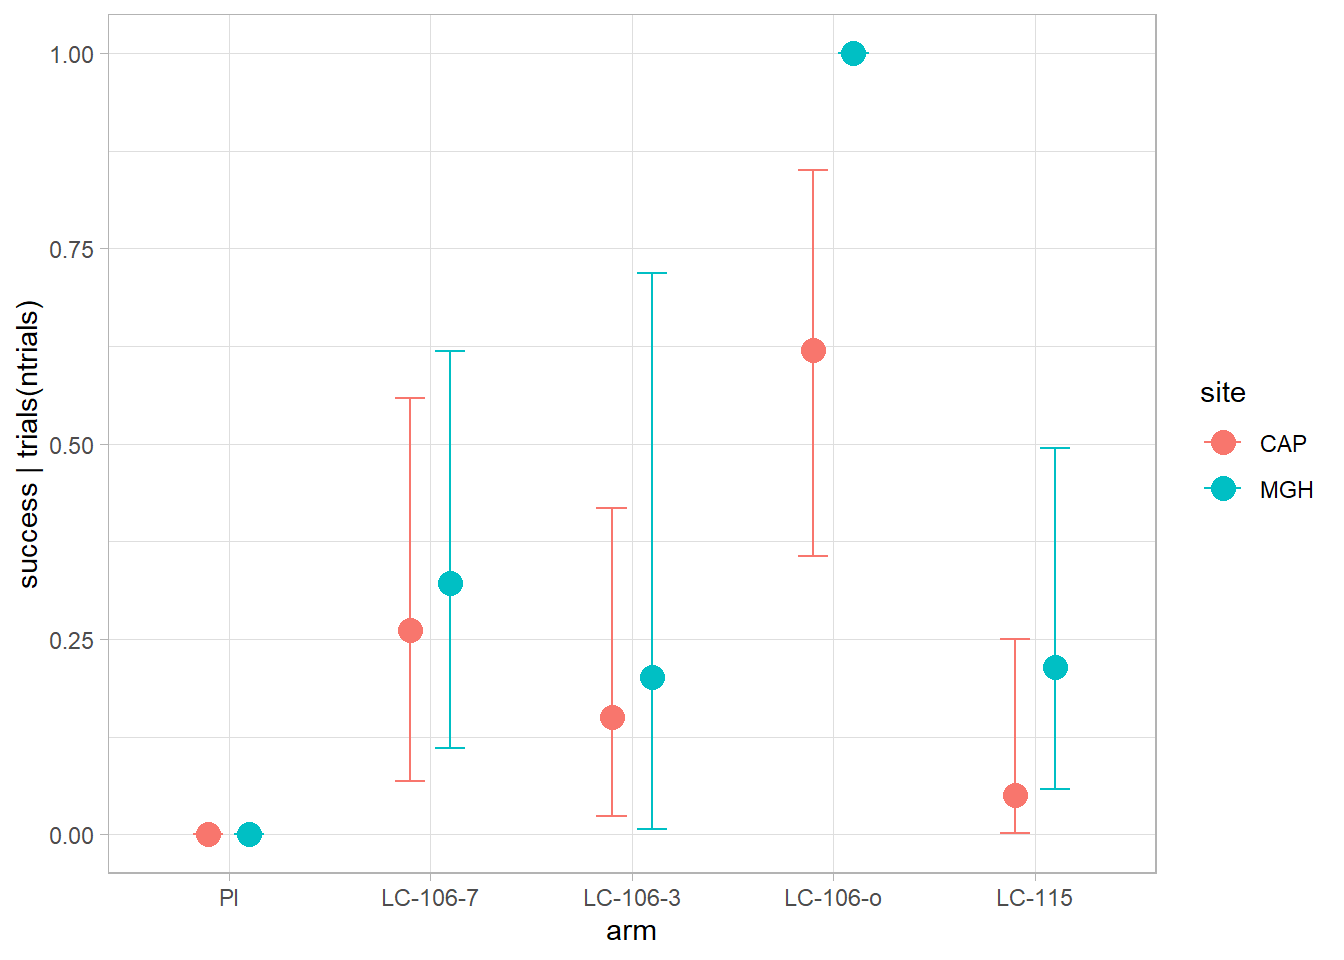 1.00
0.75
0.50
0.25
0.00
success | trials(ntrials)
Pl
LC-106-7
LC-106-3
LC-106-o
LC-115
arm
site
CAP
MGH